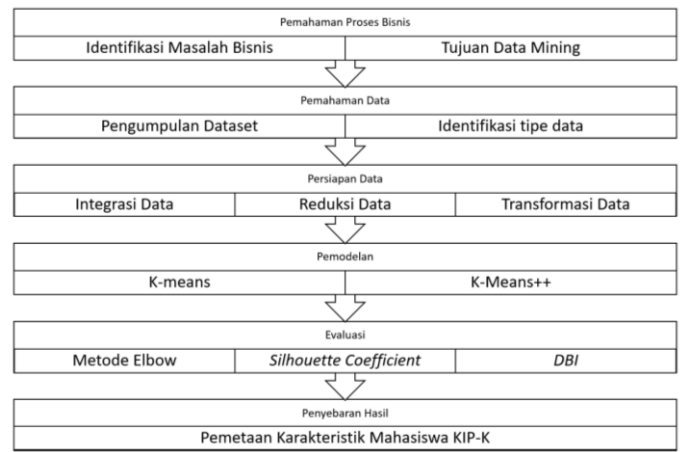 Pemahaman Proses Bisnis
Identifikasi Masalah Bisnis Tujuan Data Mining
Pemahaman Data
Pengumpulan Dataset Identifikasi tipe data
Persiapan Data
Integrasi Data Reduksi Data Transformasi Data
Pemodelan
K-means K-Means++
Evaluasi
Metode Elbow Silhouette Coefficient DBI
Penyebaran Hasil
Pemetaan Karakteristik Mahasiswa KIP-K